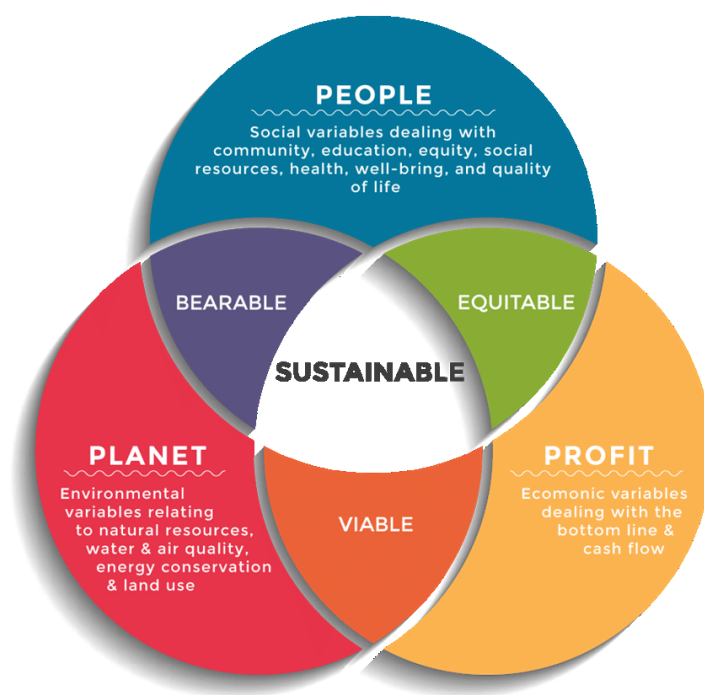 PEOPLE
Social variables dealing with
community, education, equity, social
resources, health, well-bring, and quality
of life
BEARABLE
EQUITABLE
SUSTAINABLE
PLANET
Environmental
variables relating
to natural resources,
water & air quality,
energy conservation
& land use
VIABLE
PROFIT
Ecomonic variables
dealing with the
bottom line &
cash flow